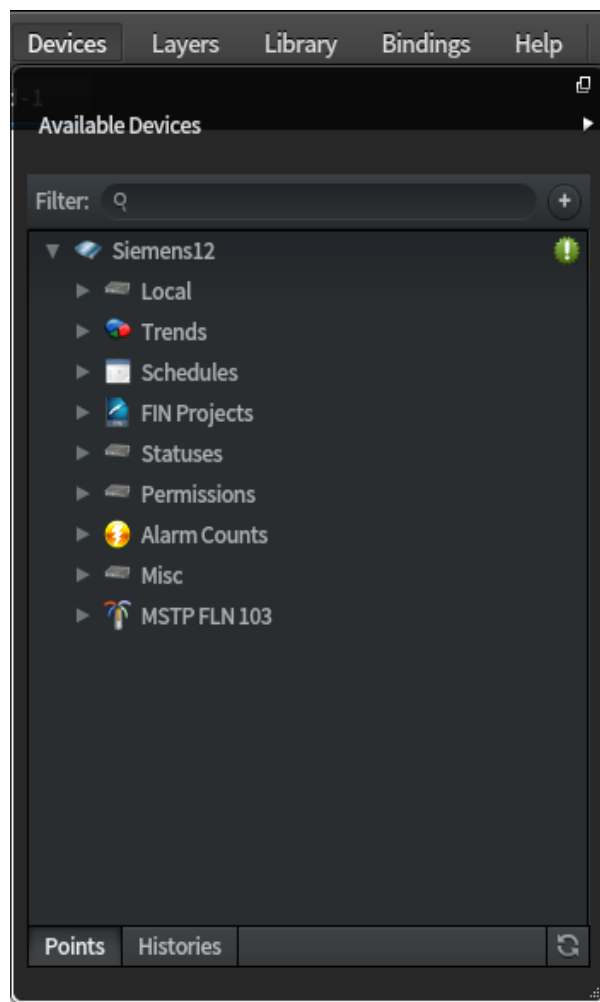 Devices Layers Library Bindings Help
d-1
Available Devices
Filter:
Siemens12
Local
Trends
Schedules
FIN Projects
Statuses
Permissions
Alarm Counts
Misc
MSTP FLN 103
Points Histories